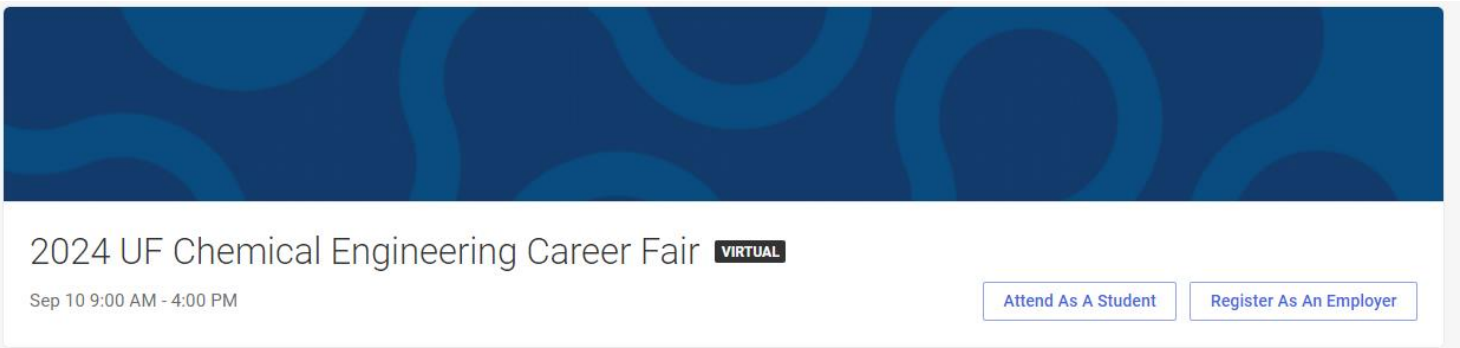 2024 UF Chemical Engineering Career Fair VIRTUAL
Sep 10 9:00 AM - 4:00 PM
Attend As A Student
Register As An Employer